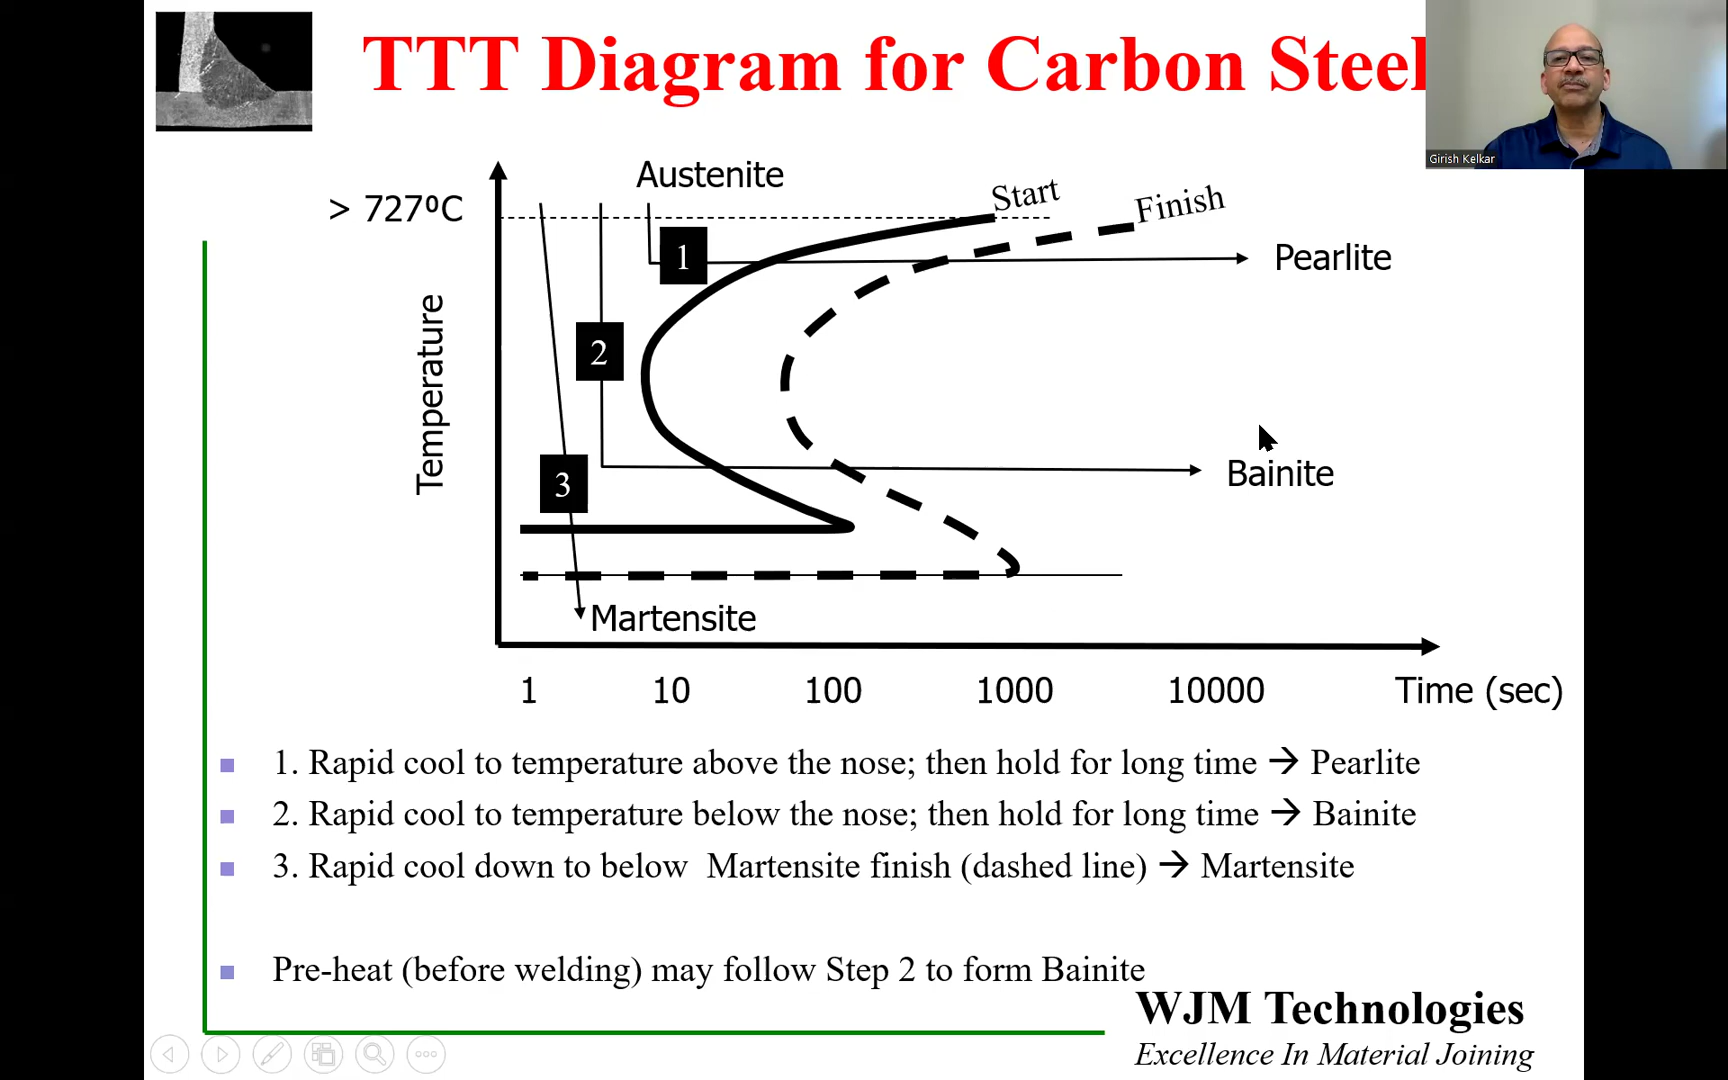 TTT Diagram for Carbon Steel
Girish Kelkar
Austenite
> 727ºC
Start
Finish
1
Pearlite
Temperature
2
3
Bainite
Martensite
1 10 100 1000 10000 Time (sec)
1. Rapid cool to temperature above the nose; then hold for long time → Pearlite
2. Rapid cool to temperature below the nose; then hold for long time → Bainite
3. Rapid cool down to below Martensite finish (dashed line) → Martensite
Pre-heat (before welding) may follow Step 2 to form Bainite
WJM Technologies
Excellence In Material Joining